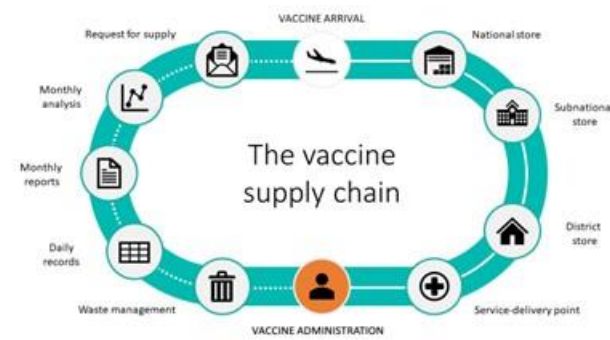 VACCINE ARRIVAL
Request for supply
National store
Monthly
analysis
Subnational
store
The vaccine
supply chain
Monthly
reports
Daily
records
District
store
Waste management
Service-delivery point
VACCINE ADMINISTRATION